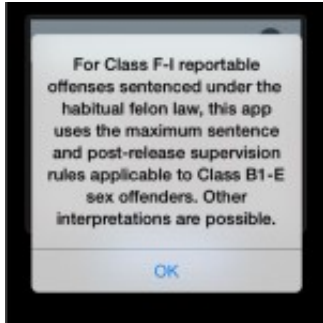 For Class F-I reportable
offenses sentenced under the
habitual felon law, this app
uses the maximum sentence
and post-release supervision
rules applicable to Class B1-E
sex offenders. Other
interpretations are possible.
OK